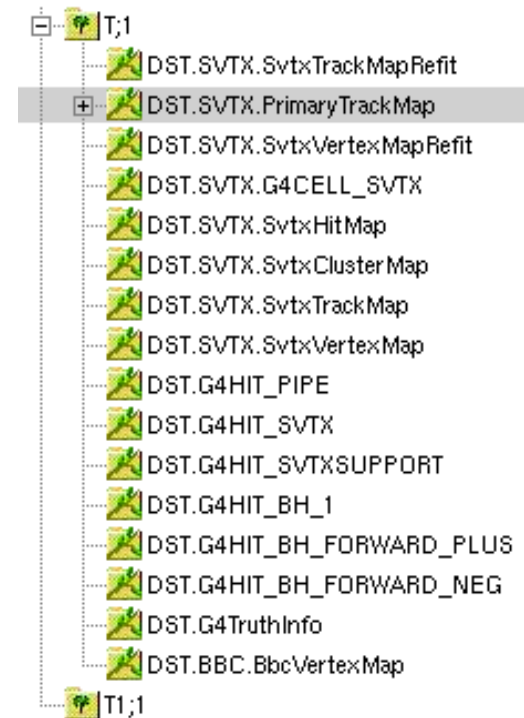 T;1
DST.SVTX.SvtxTrackMapRefit
DST.SVTX.PrimaryTrackMap
DST.SVTX.SvtxVertexMapRefit
DST.SVTX.G4CELL_SVTX
DST.SVTX.SvtxHitMap
DST.SVTX.SvtxClusterMap
DST.SVTX.SvtxTrackMap
DST.SVTX.SvtxVertexMap
DST.G4HIT_PIPE
DST.G4HIT_SVTX
DST.G4HIT_SVTXSUPPORT
DST.G4HIT_BH_1
DST.G4HIT_BH_FORWARD_PLUS
DST.G4HIT_BH_FORWARD_NEG
DST.G4TruthInfo
DST.BBC.BbcVertexMap
T1;1